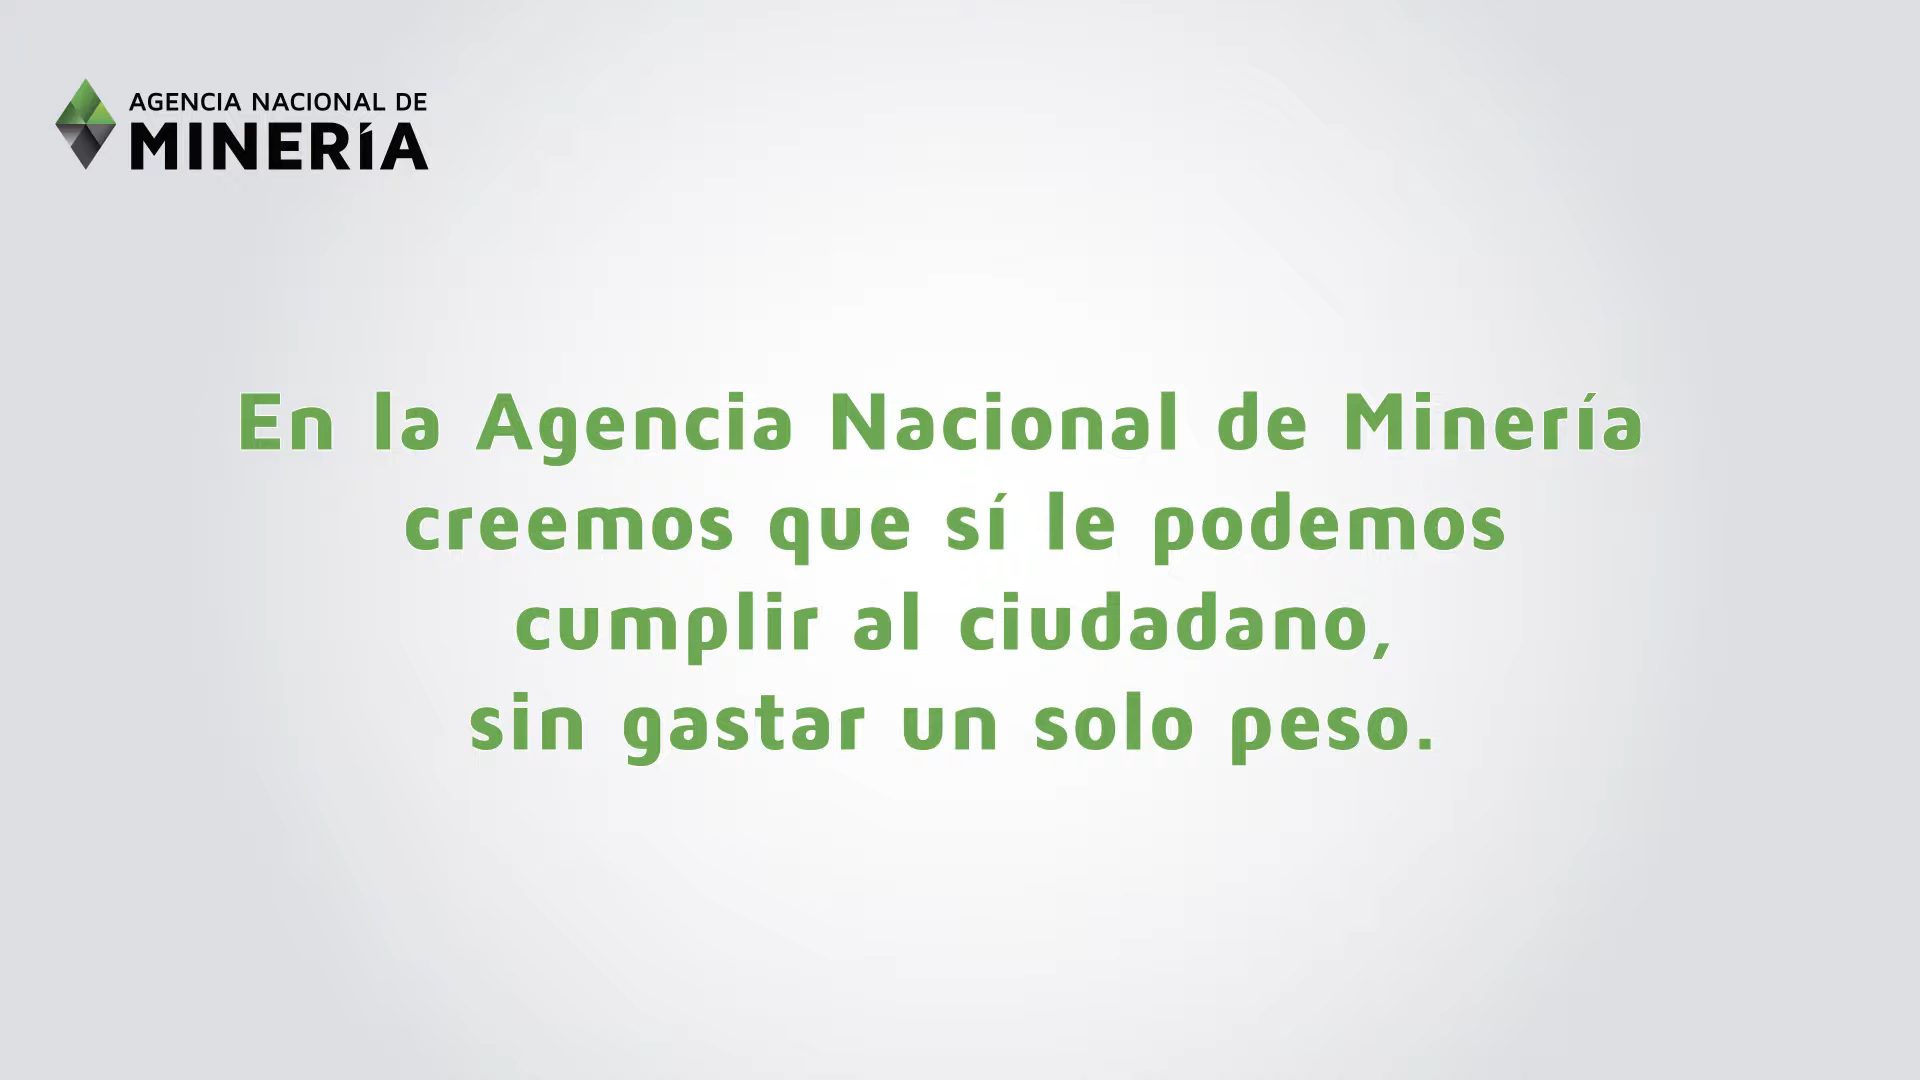 AGENCIA NACIONAL DE
MINERÍA
En la Agencia Nacional de Minería
creemos que sí le podemos
cumplir al ciudadano,
sin gastar un solo peso.